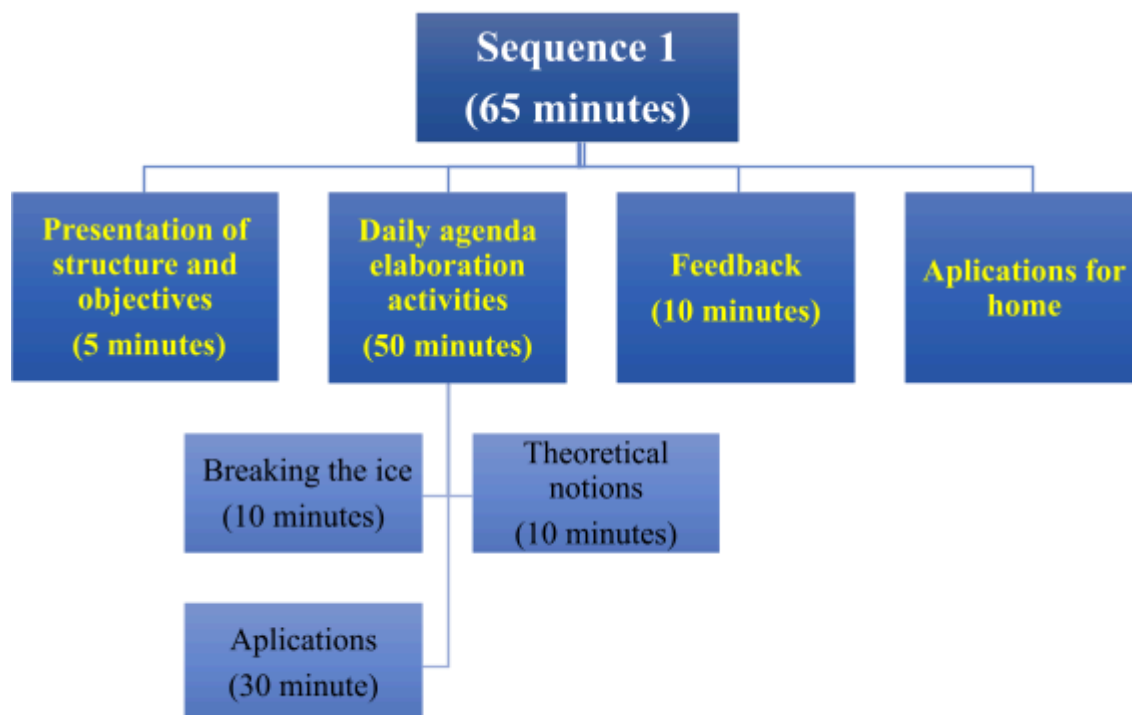 Sequence 1
(65 minutes)
Presentation of
structure and
objectives
(5 minutes)
Daily agenda
elaboration
activities
(50 minutes)
Feedback
(10 minutes)
Aplications for
home
Breaking the ice
(10 minutes)
Theoretical
notions
(10 minutes)
Aplications
(30 minute)